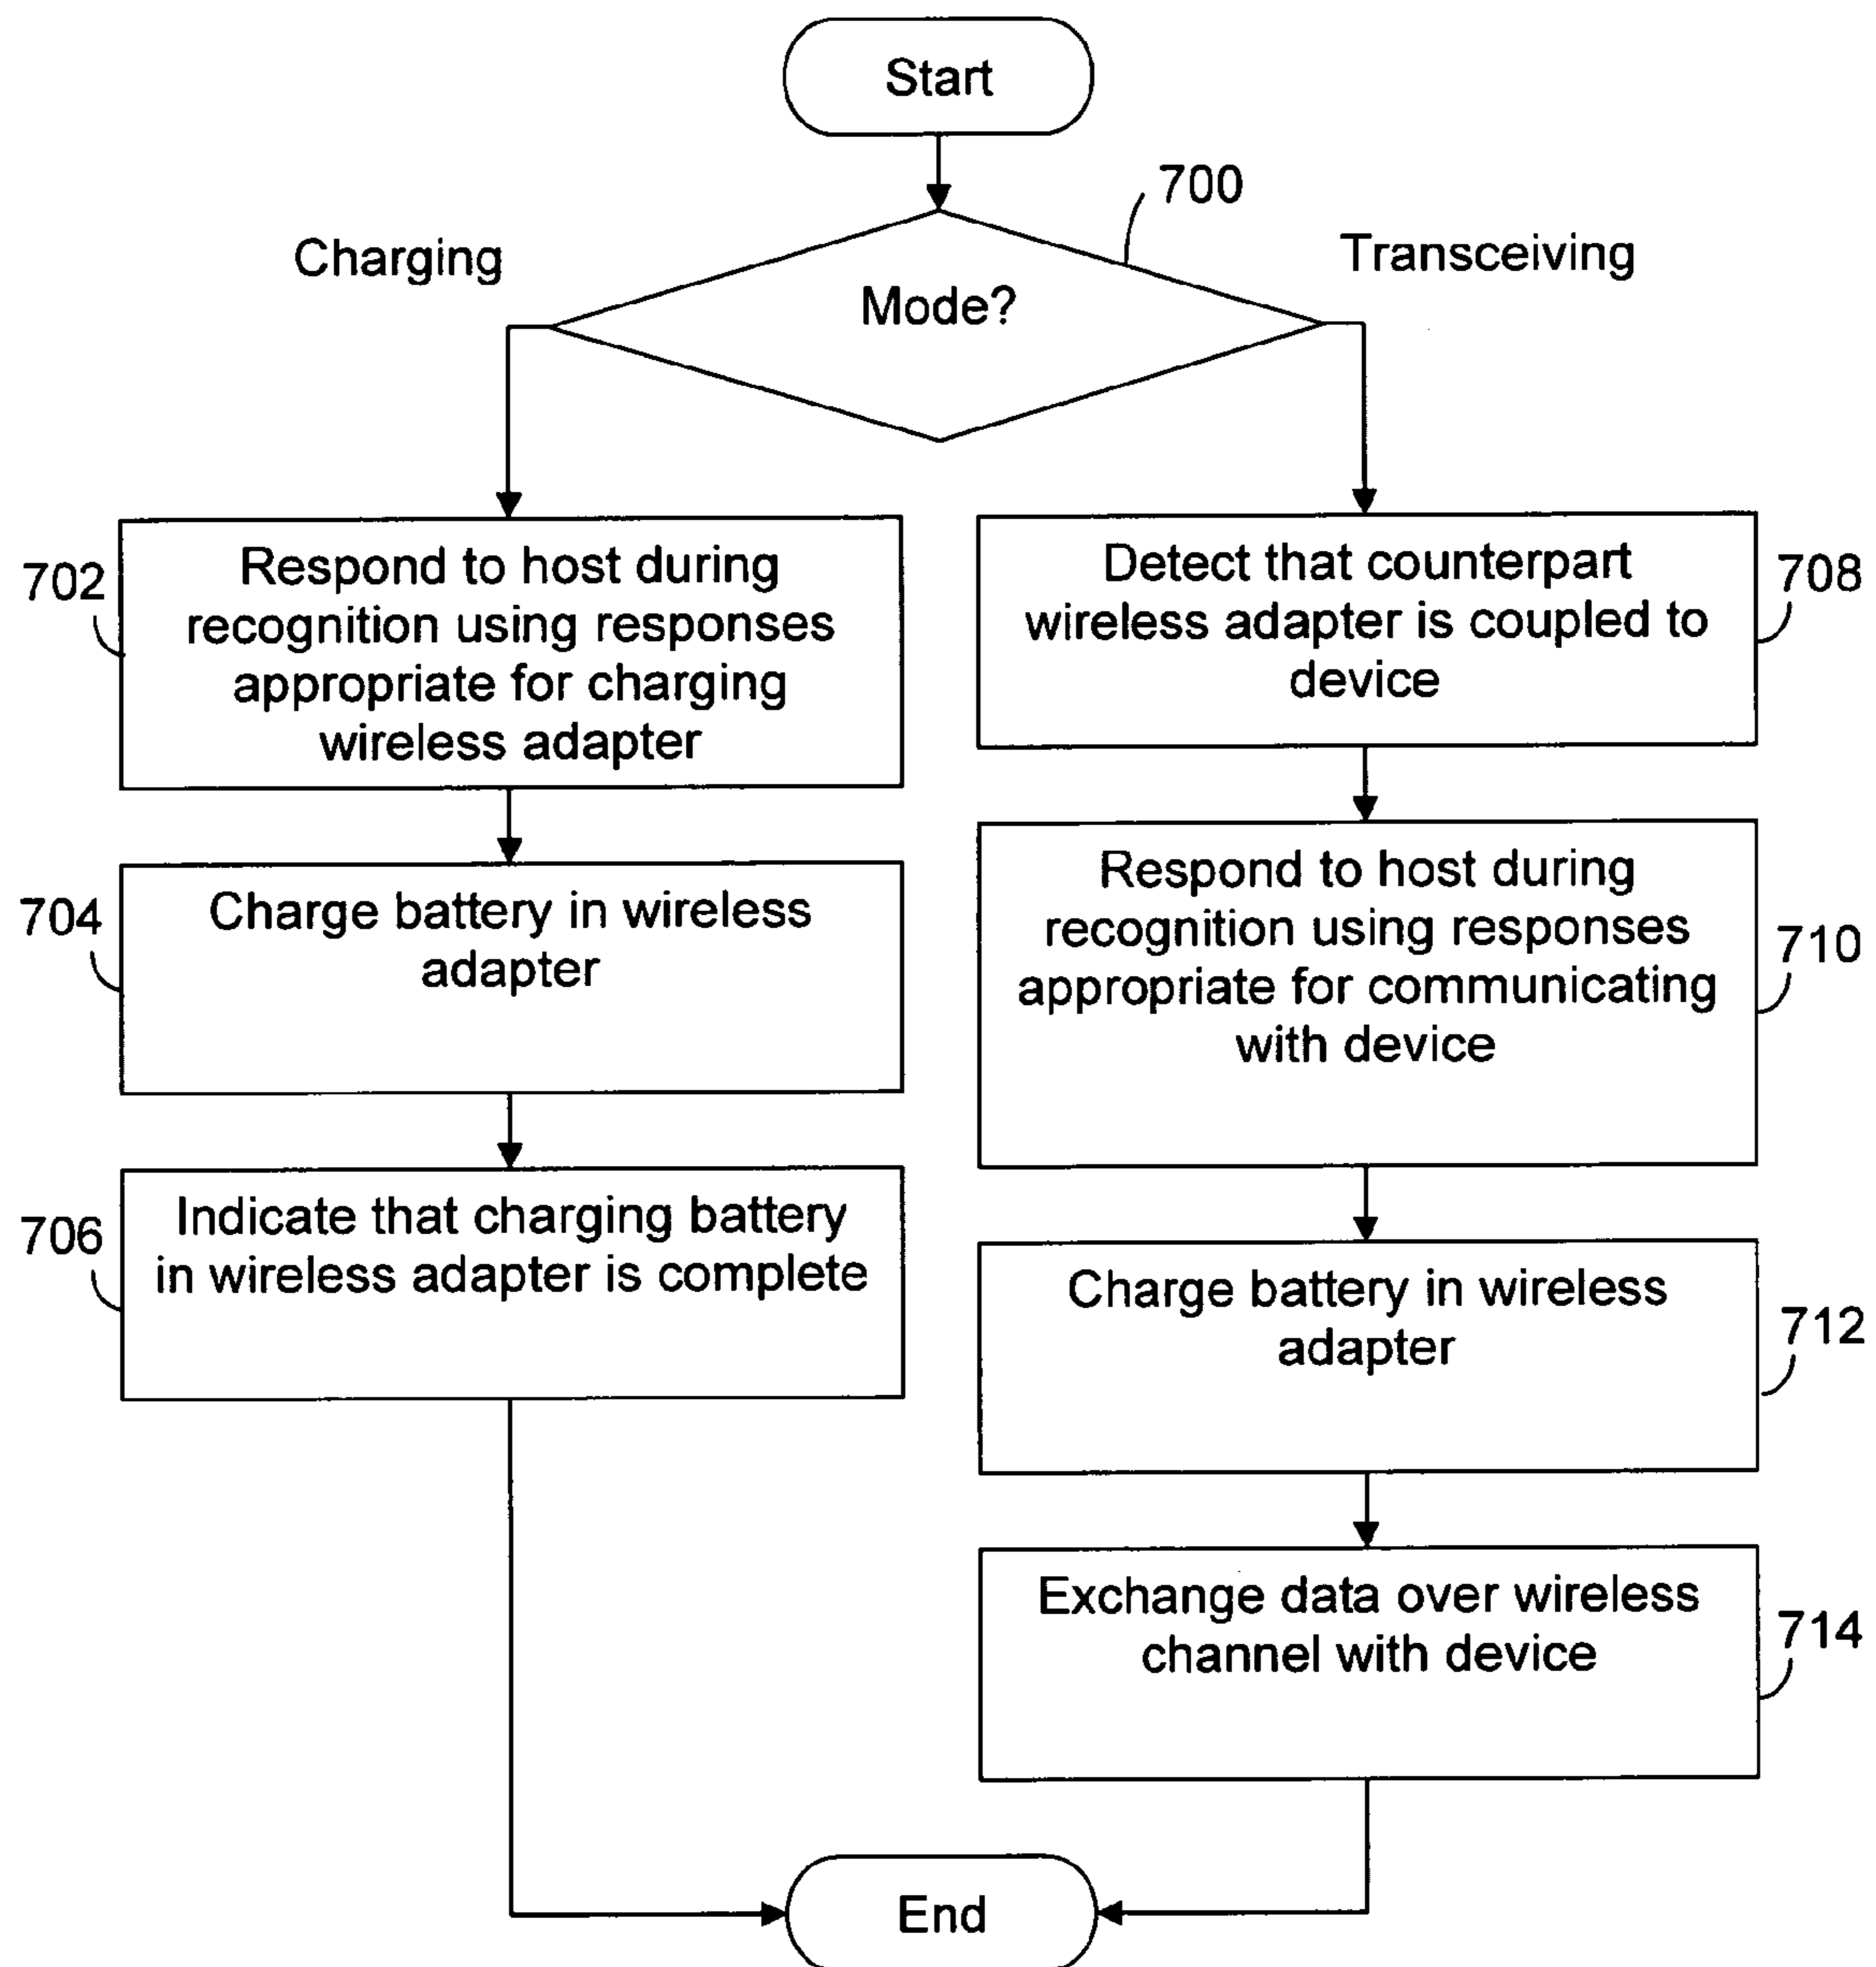 Start
700
Charging
Transceiving
Mode?
702
Respond to host during
recognition using responses
appropriate for charging
wireless adapter
704
Charge battery in wireless
adapter
706
Indicate that charging battery
in wireless adapter is complete
Detect that counterpart
wireless adapter is coupled to
device
708
Respond to host during
recognition using responses
appropriate for communicating
with device
710
Charge battery in wireless
adapter
712
Exchange data over wireless
channel with device
714
End